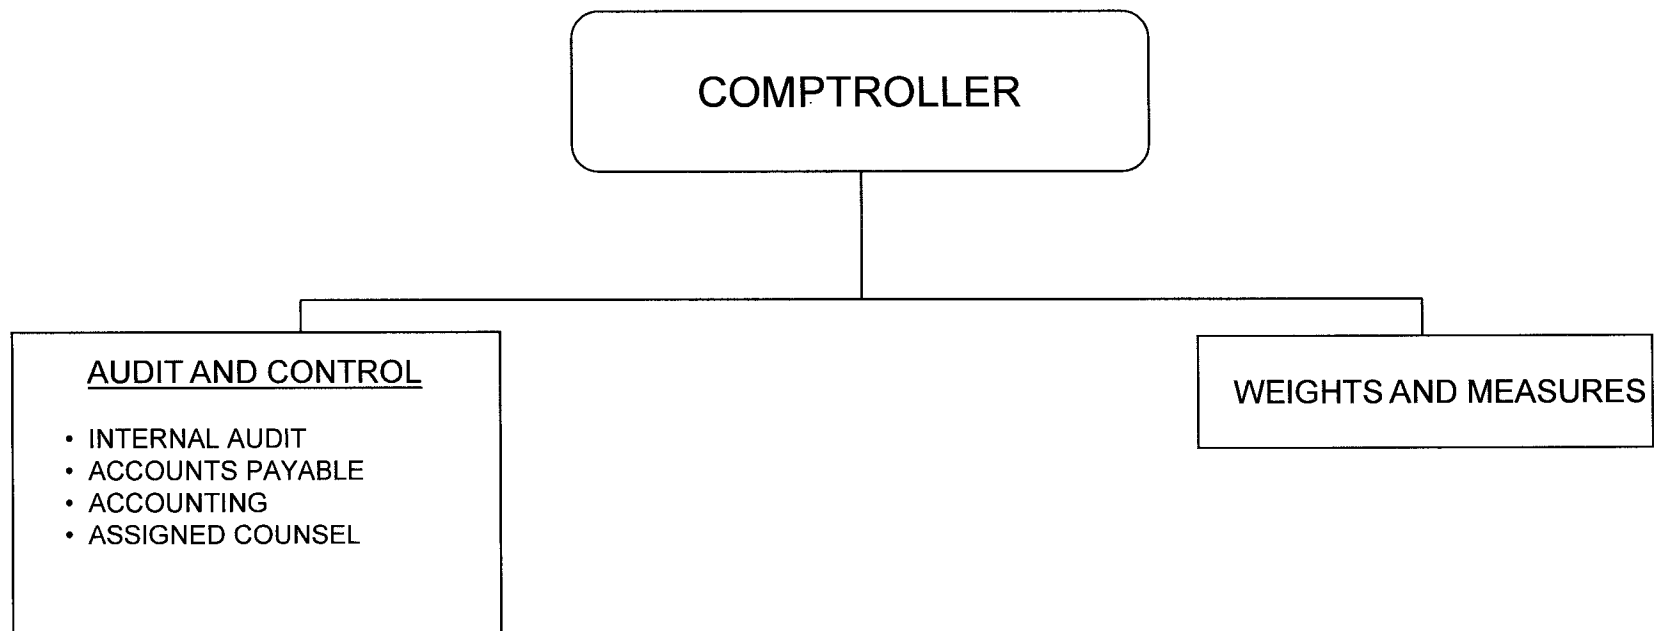 COMPTROLLER
AUDIT AND CONTROL
• INTERNAL AUDIT
• ACCOUNTS PAYABLE
• ACCOUNTING
• ASSIGNED COUNSEL
WEIGHTS AND MEASURES